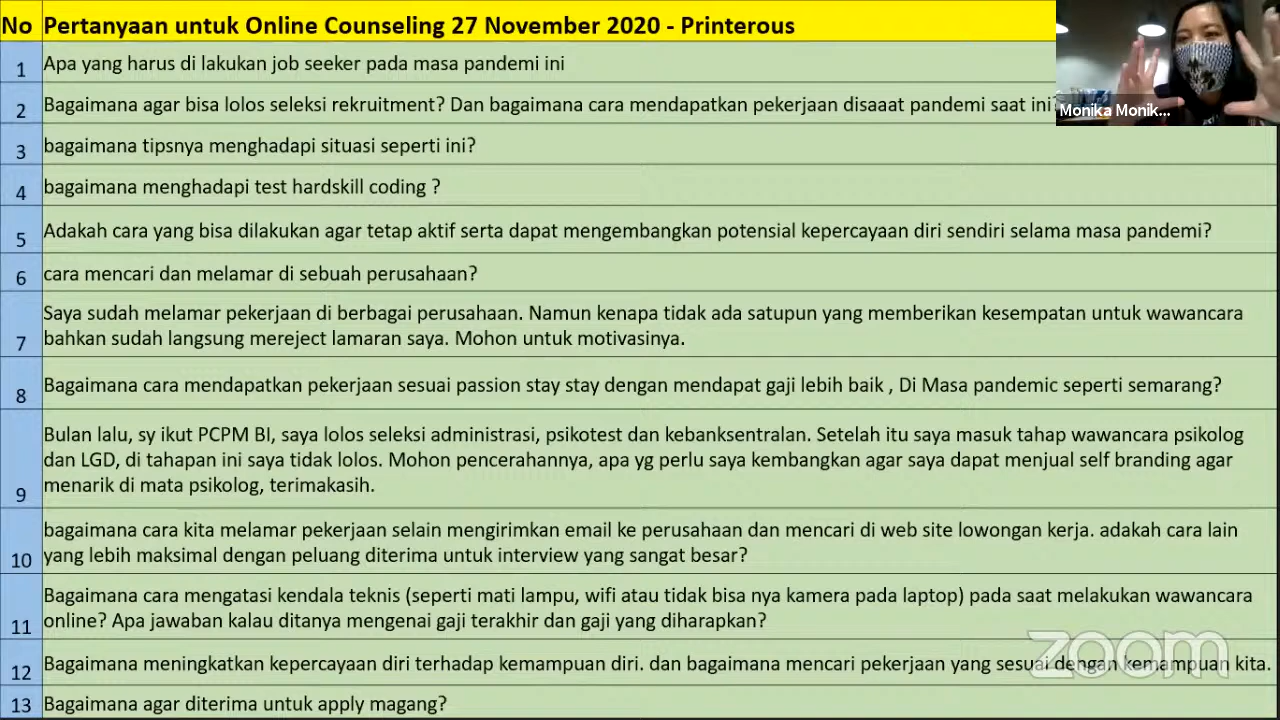 No Pertanyaan untuk Online Counseling 27 November 2020 - Printerous
Monika Monik...
1 Apa yang harus di lakukan job seeker pada masa pandemi ini
2 Bagaimana agar bisa lolos seleksi rekruitment? Dan bagaimana cara mendapatkan pekerjaan disaaat pandemi saat ini?
3 bagaimana tipsnya menghadapi situasi seperti ini?
4 bagaimana menghadapi test hardskill coding ?
5 Adakah cara yang bisa dilakukan agar tetap aktif serta dapat mengembangkan potensial kepercayaan diri sendiri selama masa pandemi?
6 cara mencari dan melamar di sebuah perusahaan?
7 Saya sudah melamar pekerjaan di berbagai perusahaan. Namun kenapa tidak ada satupun yang memberikan kesempatan untuk wawancara
bahkan sudah langsung mereject lamaran saya. Mohon untuk motivasinya.
8 Bagaimana cara mendapatkan pekerjaan sesuai passion stay stay dengan mendapat gaji lebih baik , Di Masa pandemic seperti semarang?
9 Bulan lalu, sy ikut PCPM BI, saya lolos seleksi administrasi, psikotest dan kebanksentralan. Setelah itu saya masuk tahap wawancara psikolog
dan LGD, di tahapan ini saya tidak lolos. Mohon pencerahannya, apa yg perlu saya kembangkan agar saya dapat menjual self branding agar
menarik di mata psikolog, terimakasih.
10 bagaimana cara kita melamar pekerjaan selain mengirimkan email ke perusahaan dan mencari di web site lowongan kerja. adakah cara lain
yang lebih maksimal dengan peluang diterima untuk interview yang sangat besar?
11 Bagaimana cara mengatasi kendala teknis (seperti mati lampu, wifi atau tidak bisa nya kamera pada laptop) pada saat melakukan wawancara
online? Apa jawaban kalau ditanya mengenai gaji terakhir dan gaji yang diharapkan?
12 Bagaimana meningkatkan kepercayaan diri terhadap kemampuan diri. dan bagaimana mencari pekerjaan yang sesuai dengan kemampuan kita.
zoom
13 Bagaimana agar diterima untuk apply magang?